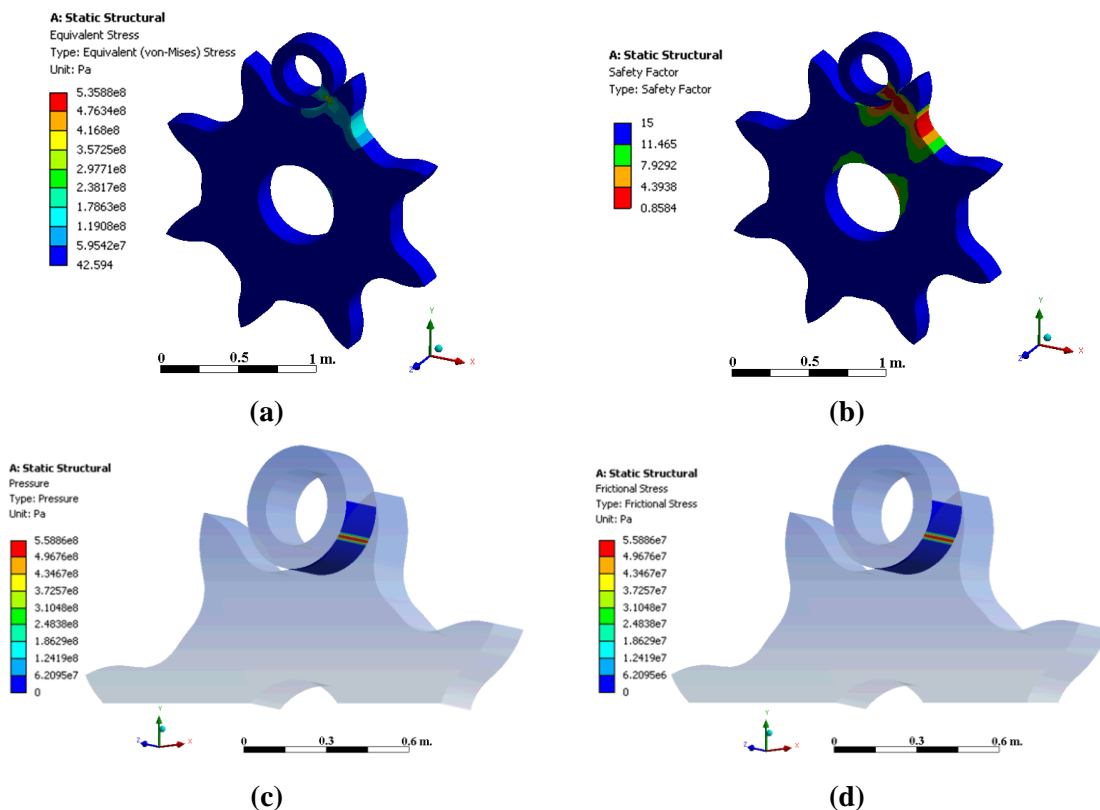 A: Static Structural
Equivalent Stress
Type: Equivalent (von-Mises) Stress
Unit: Pa
5.3588e8
4.7634e8
4.168e8
3.5725e8
2.9771e8
2.3817e8
1.7863e8
1.1908e8
5.9542e7
42.594
Y
X
Z
0 0.5 1 m.
(a)
A: Static Structural
Safety Factor
Type: Safety Factor
15
11.465
7.9292
4.3938
0.8584
Y
X
Z
0 0.5 1 m.
(b)
A: Static Structural
Pressure
Type: Pressure
Unit: Pa
5.5886e8
4.9676e8
4.3467e8
3.7257e8
3.1048e8
2.4838e8
1.8629e8
1.2419e8
6.2095e7
0
Y
Z
X
0 0.3 0.6 m.
(c)
A: Static Structural
Frictional Stress
Type: Frictional Stress
Unit: Pa
5.5886e7
4.9676e7
4.3467e7
3.7257e7
3.1048e7
2.4838e7
1.8629e7
1.2419e7
6.2095e6
0
Y
Z
X
0 0.3 0.6 m.
(d)